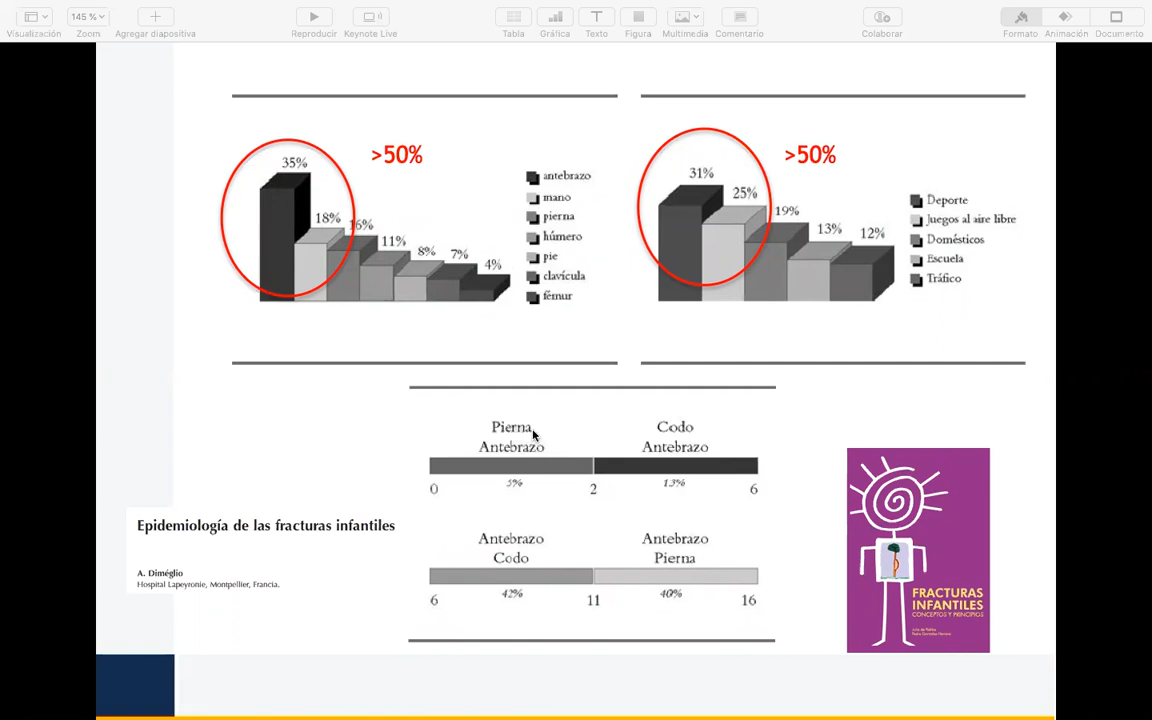 145 %
Visualización
Zoom
Agregar diapositiva
Reproducir
Keynote Live
Tabla
Gráfica
Texto
Figura
Multimedia
Comentario
Colaborar
Formato
Animación
Documento
>50%
35%
18%
16%
11%
8%
7%
4%
antebrazo
mano
pierna
húmero
pie
clavícula
fémur
>50%
31%
25%
19%
13%
12%
Deporte
Juegos al aire libre
Domésticos
Escuela
Tráfico
Pierna
Antebrazo
Codo
Antebrazo
0
5%
2
13%
6
Antebrazo
Codo
Antebrazo
Pierna
6
42%
11
40%
16
Epidemiología de las fracturas infantiles
A. Diméglio
Hospital Lapeyronie, Montpellier, Francia.
FRACTURAS
INFANTILES
CONCEPTOS Y PRINCIPIOS